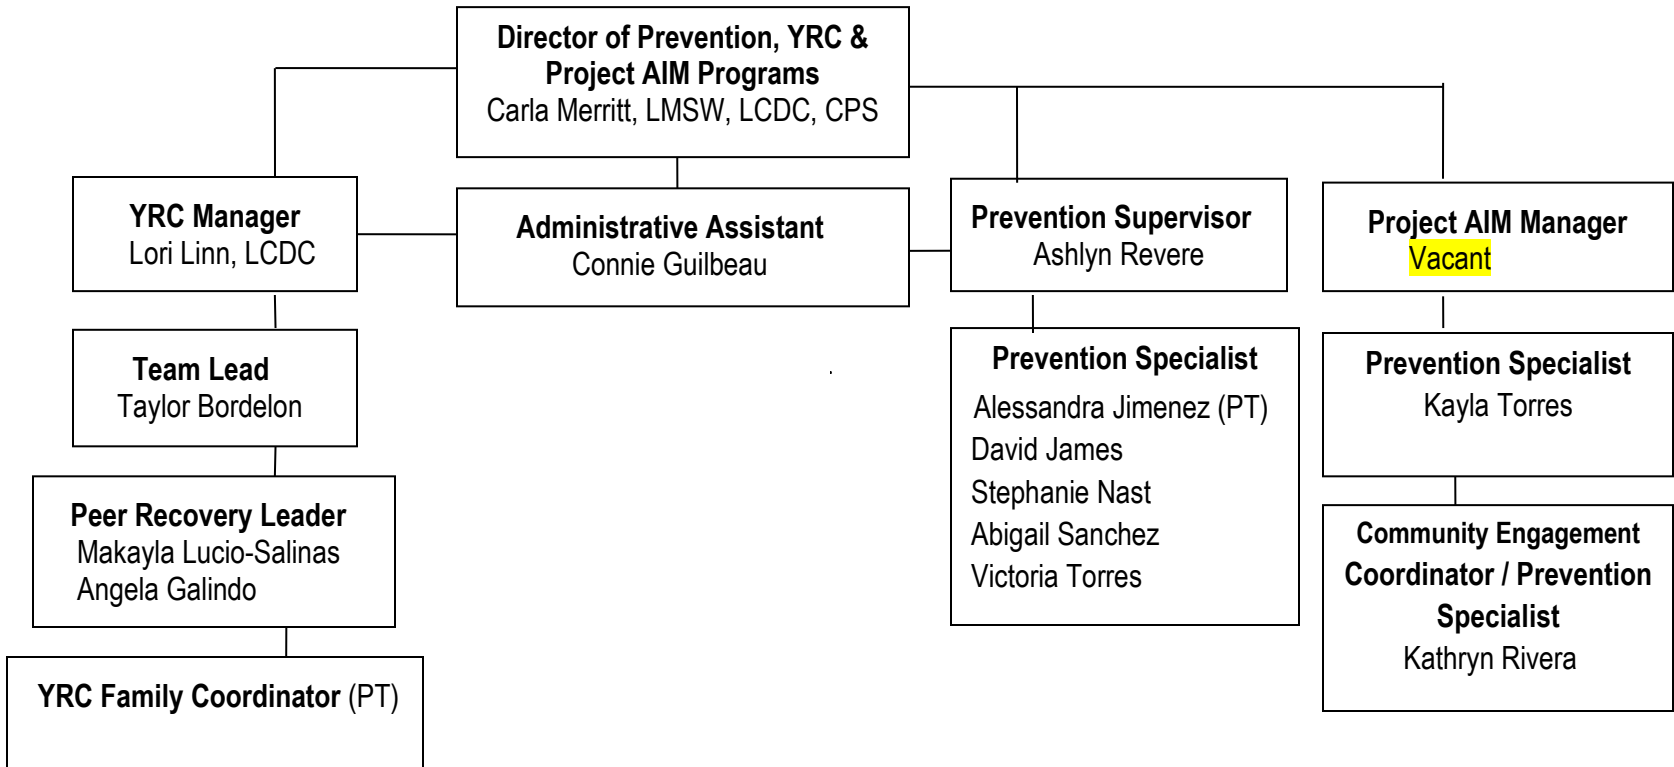 Director of Prevention, YRC &
Project AIM Programs
Carla Merritt, LMSW, LCDC, CPS
YRC Manager
Lori Linn, LCDC
Administrative Assistant
Connie Guilbeau
Prevention Supervisor
Ashlyn Revere
Project AIM Manager
Vacant
Team Lead
Taylor Bordelon
Peer Recovery Leader
Makayla Lucio-Salinas
Angela Galindo
YRC Family Coordinator (PT)
Prevention Specialist
Alessandra Jimenez (PT)
David James
Stephanie Nast
Abigail Sanchez
Victoria Torres
Prevention Specialist
Kayla Torres
Community Engagement
Coordinator / Prevention
Specialist
Kathryn Rivera